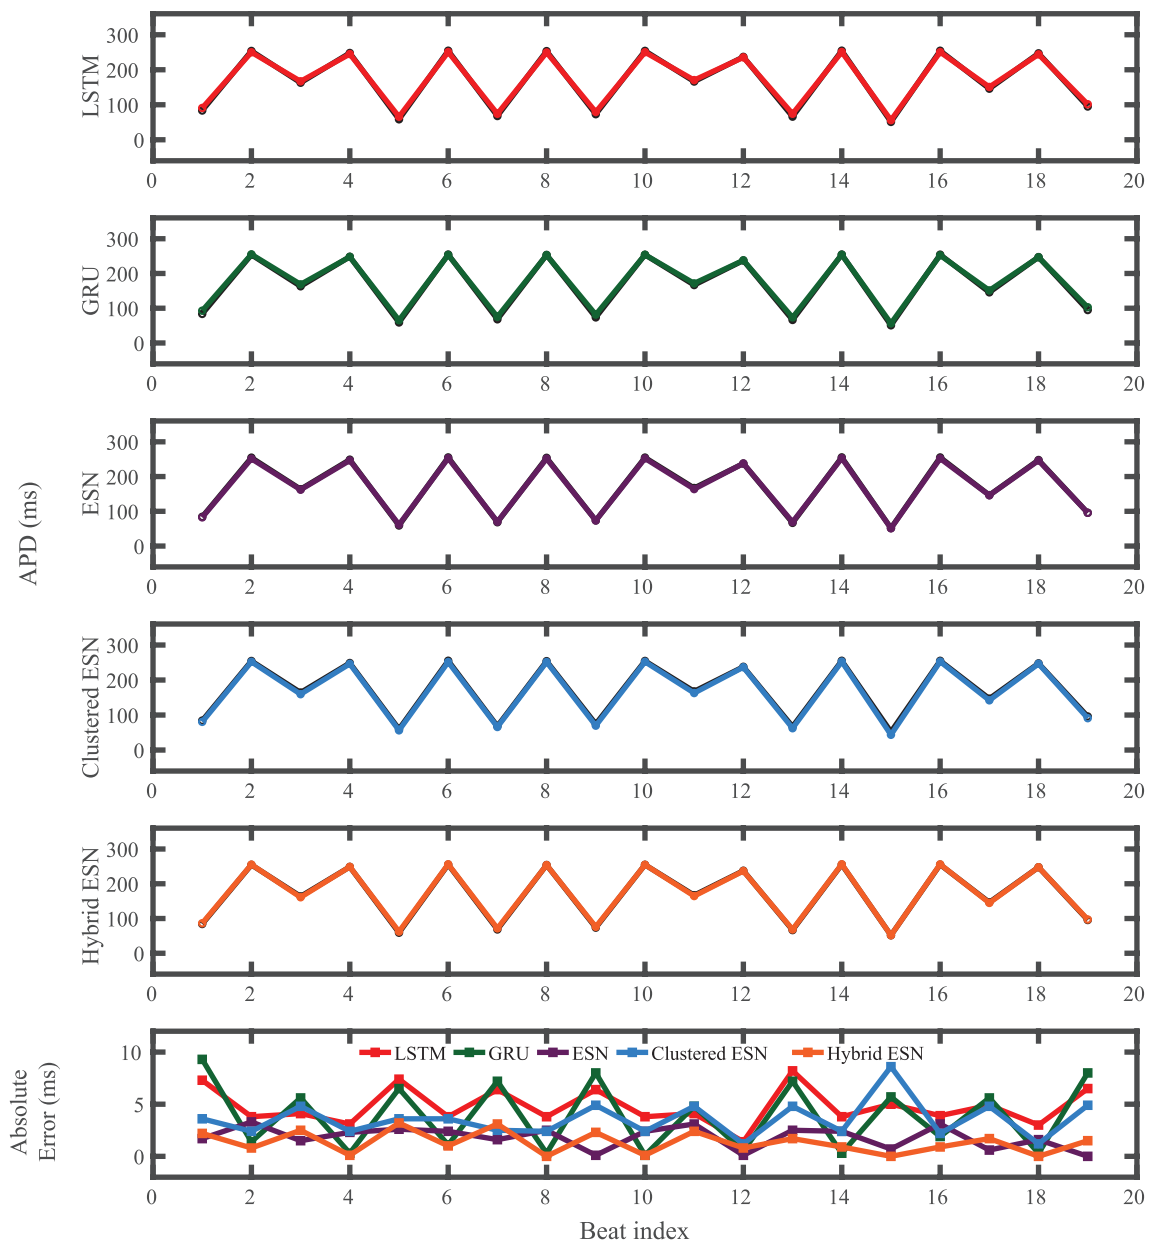 300
200
100
0
LSTM
0 2 4 6 8 10 12 14 16 18 20
300
200
100
0
GRU
0 2 4 6 8 10 12 14 16 18 20
APD (ms)
300
200
100
0
ESN
0 2 4 6 8 10 12 14 16 18 20
300
200
100
0
Clustered ESN
0 2 4 6 8 10 12 14 16 18 20
300
200
100
0
Hybrid ESN
0 2 4 6 8 10 12 14 16 18 20
LSTM GRU ESN Clustered ESN Hybrid ESN
10
5
0
Absolute
Error (ms)
0 2 4 6 8 10 12 14 16 18 20
Beat index